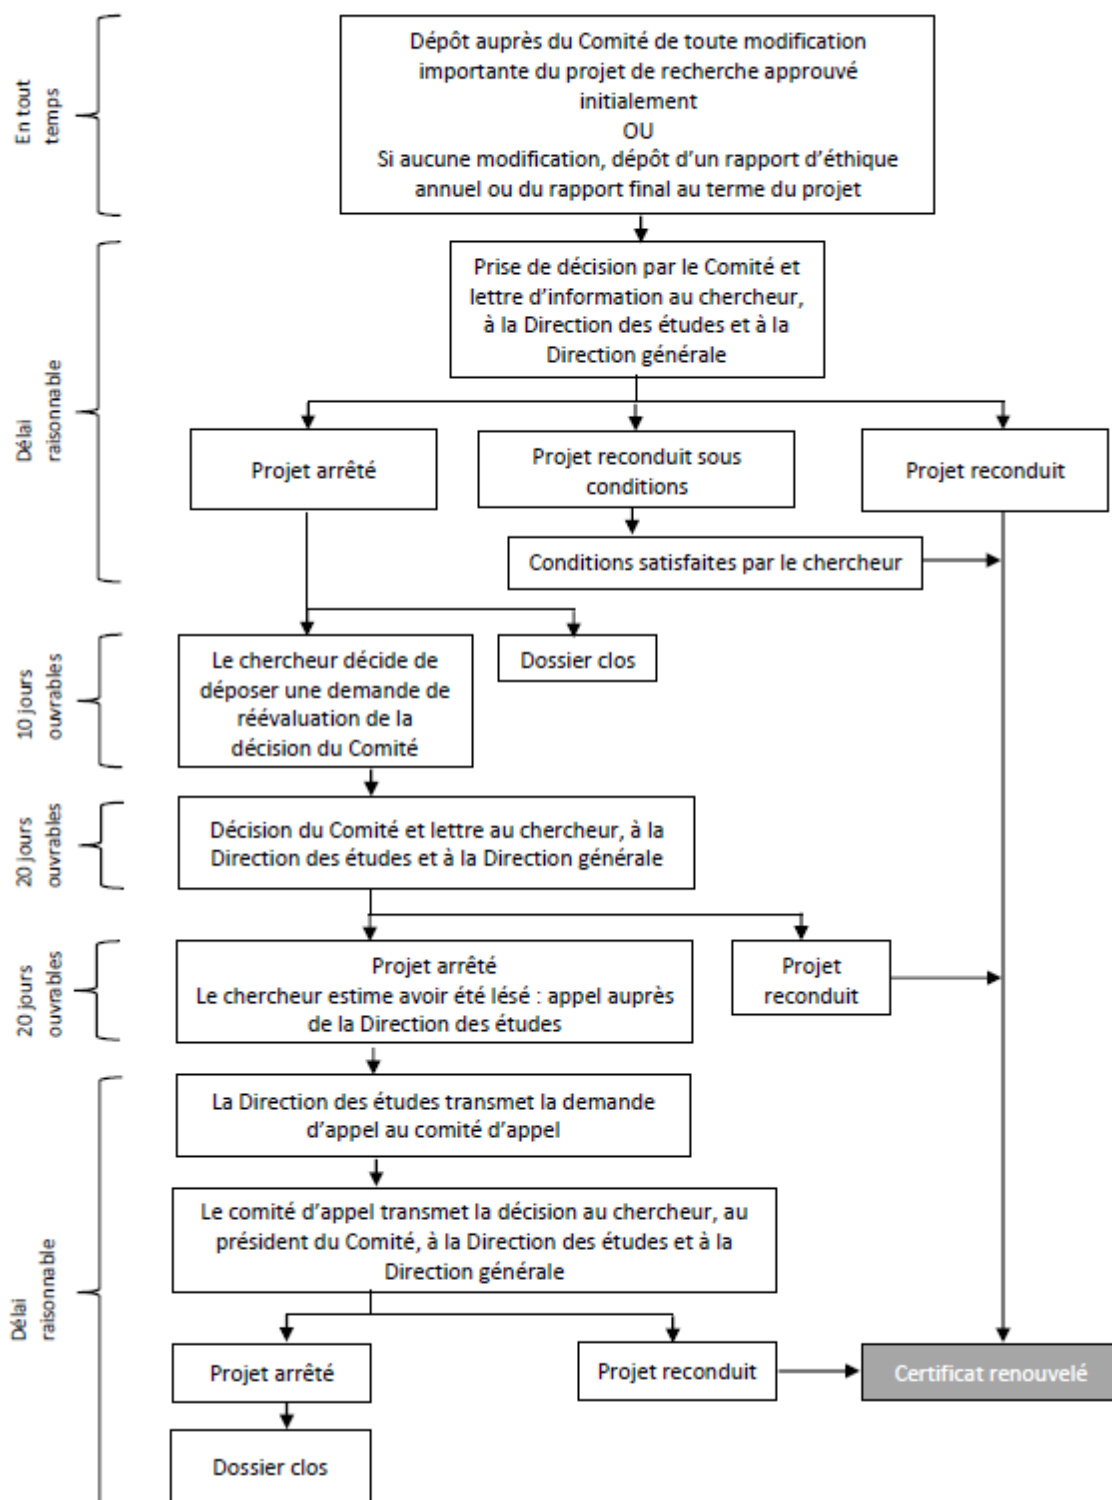 En tout
temps
Dépôt auprès du Comité de toute modification
importante du projet de recherche approuvé
initialement
OU
Si aucune modification, dépôt d'un rapport d'éthique
annuel ou du rapport final au terme du projet
Délai
raisonnable
Prise de décision par le Comité et
lettre d'information au chercheur,
à la Direction des études et à la
Direction générale
Projet arrêté
Projet reconduit sous
conditions
Projet reconduit
Conditions satisfaites par le chercheur
10 jours
ouvrables
Le chercheur décide de
déposer une demande de
réévaluation de la
décision du Comité
Dossier clos
20 jours
ouvrables
Décision du Comité et lettre au chercheur, à la
Direction des études et à la Direction générale
20 jours
ouvrables
Projet arrêté
Le chercheur estime avoir été lésé : appel auprès
de la Direction des études
Projet
reconduit
Délai
raisonnable
La Direction des études transmet la demande
d'appel au comité d'appel
Le comité d'appel transmet la décision au chercheur, au
président du Comité, à la Direction des études et à la
Direction générale
Projet arrêté
Projet reconduit
Certificat renouvelé
Dossier clos